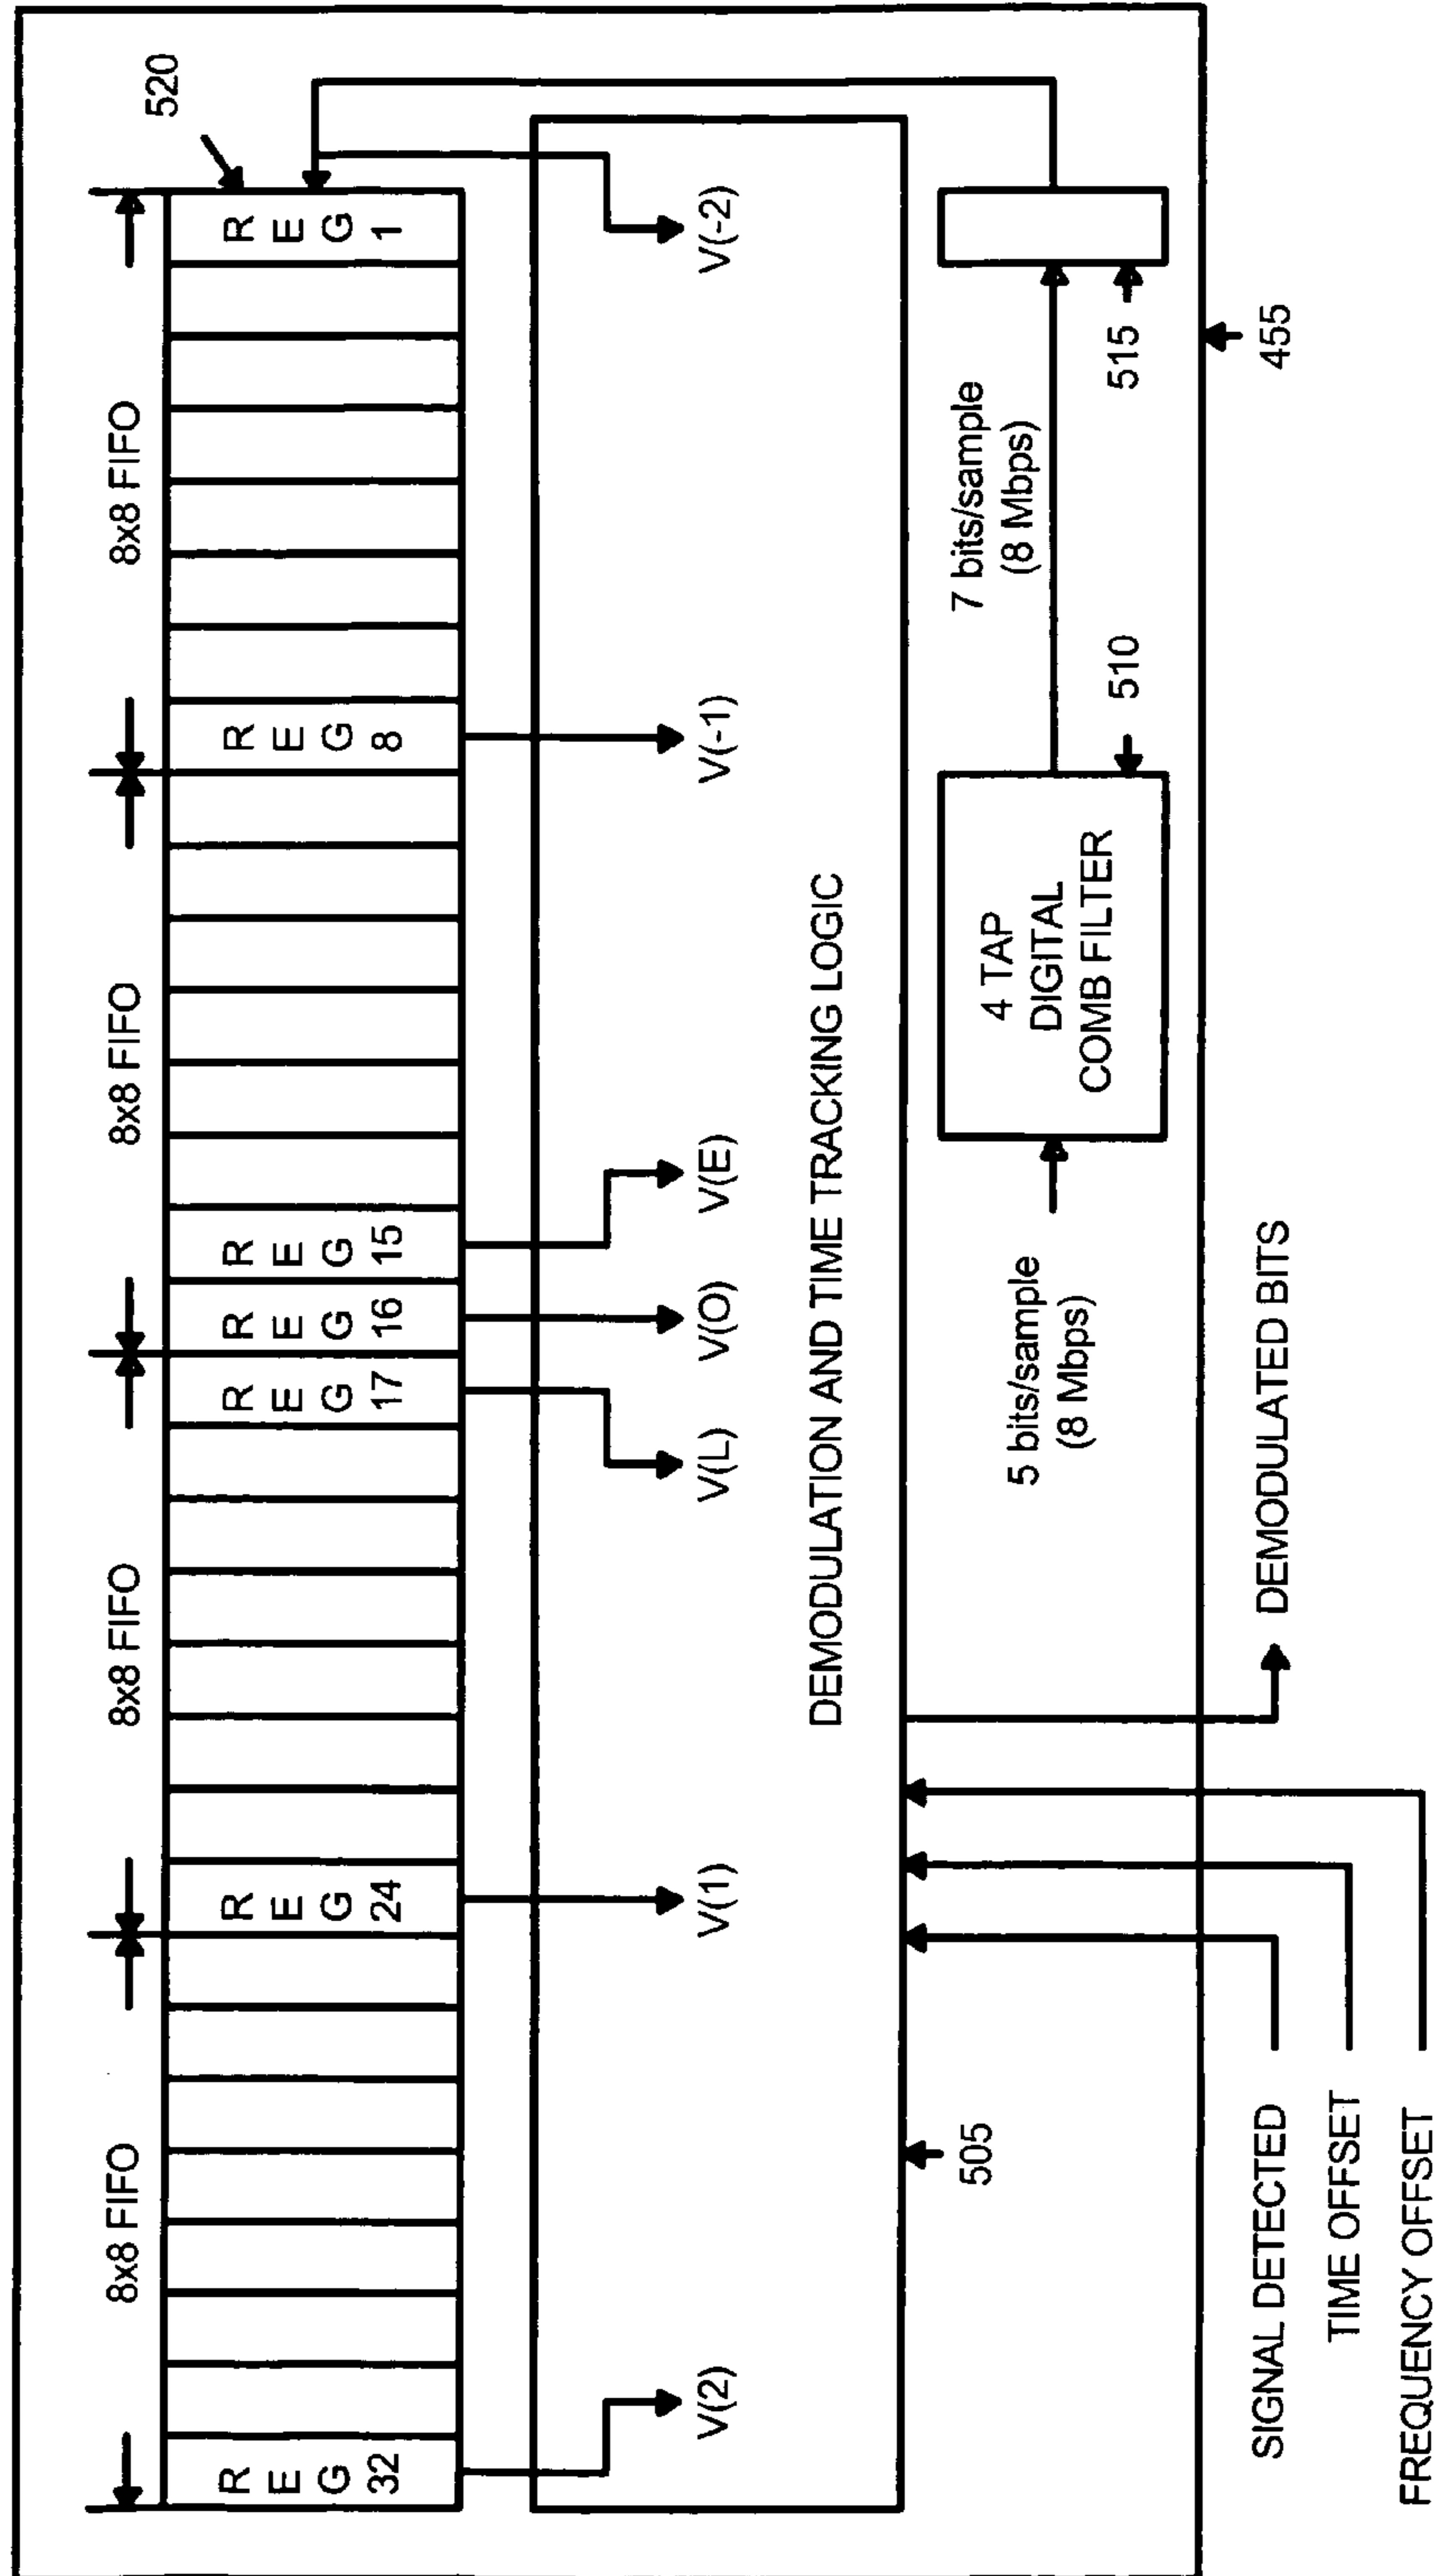 8x8 FIFO
8x8 FIFO
8x8 FIFO
8x8 FIFO
520
REG 32
REG 24
REG 17
REG 16
REG 15
REG 8
REG 1
V(2)
V(1)
V(L)
V(O)
V(E)
V(-1)
V(-2)
DEMODULATION AND TIME TRACKING LOGIC
505
5 bits/sample
(8 Mbps)
4 TAP
DIGITAL
COMB FILTER
510
7 bits/sample
(8 Mbps)
515
455
SIGNAL DETECTED
TIME OFFSET
FREQUENCY OFFSET
DEMODULATED BITS